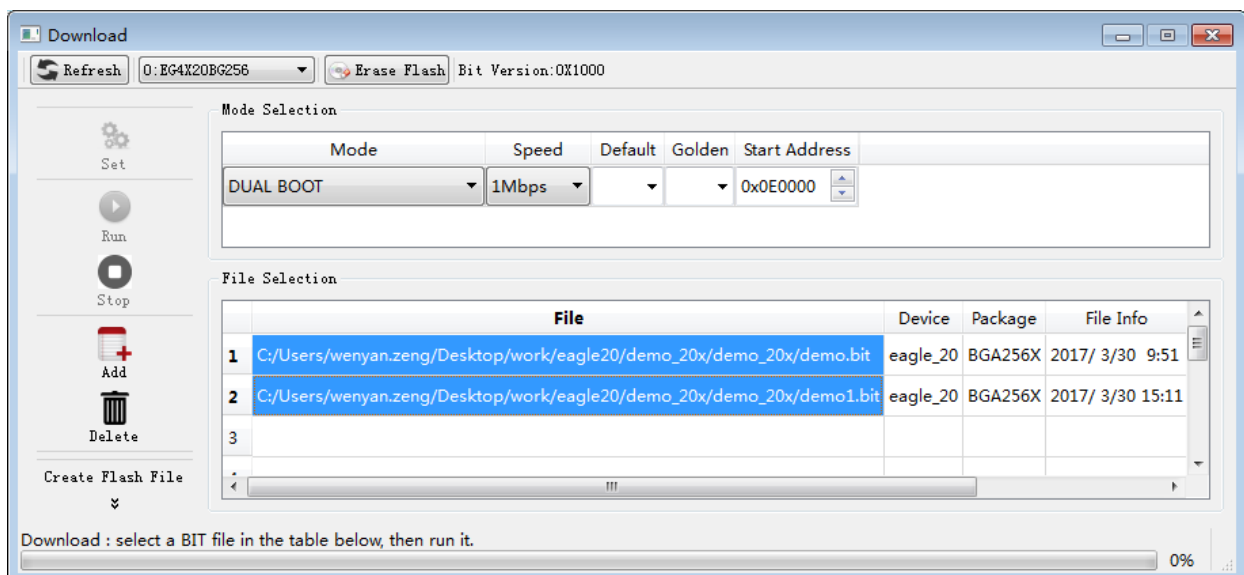 Download
Refresh 0:EG4X20BG256 Erase Flash Bit Version:0X1000
Mode Selection
Set
Mode Speed Default Golden Start Address
DUAL BOOT 1Mbps 0x0E0000
Run
Stop
File Selection
File Device Package File Info
1 C:/Users/wenyan.zeng/Desktop/work/eagle20/demo_20x/demo_20x/demo.bit eagle_20 BGA256X 2017/ 3/30 9:51
2 C:/Users/wenyan.zeng/Desktop/work/eagle20/demo_20x/demo_20x/demo1.bit eagle_20 BGA256X 2017/ 3/30 15:11
3
Add
Delete
Create Flash File
Download : select a BIT file in the table below, then run it.
0%